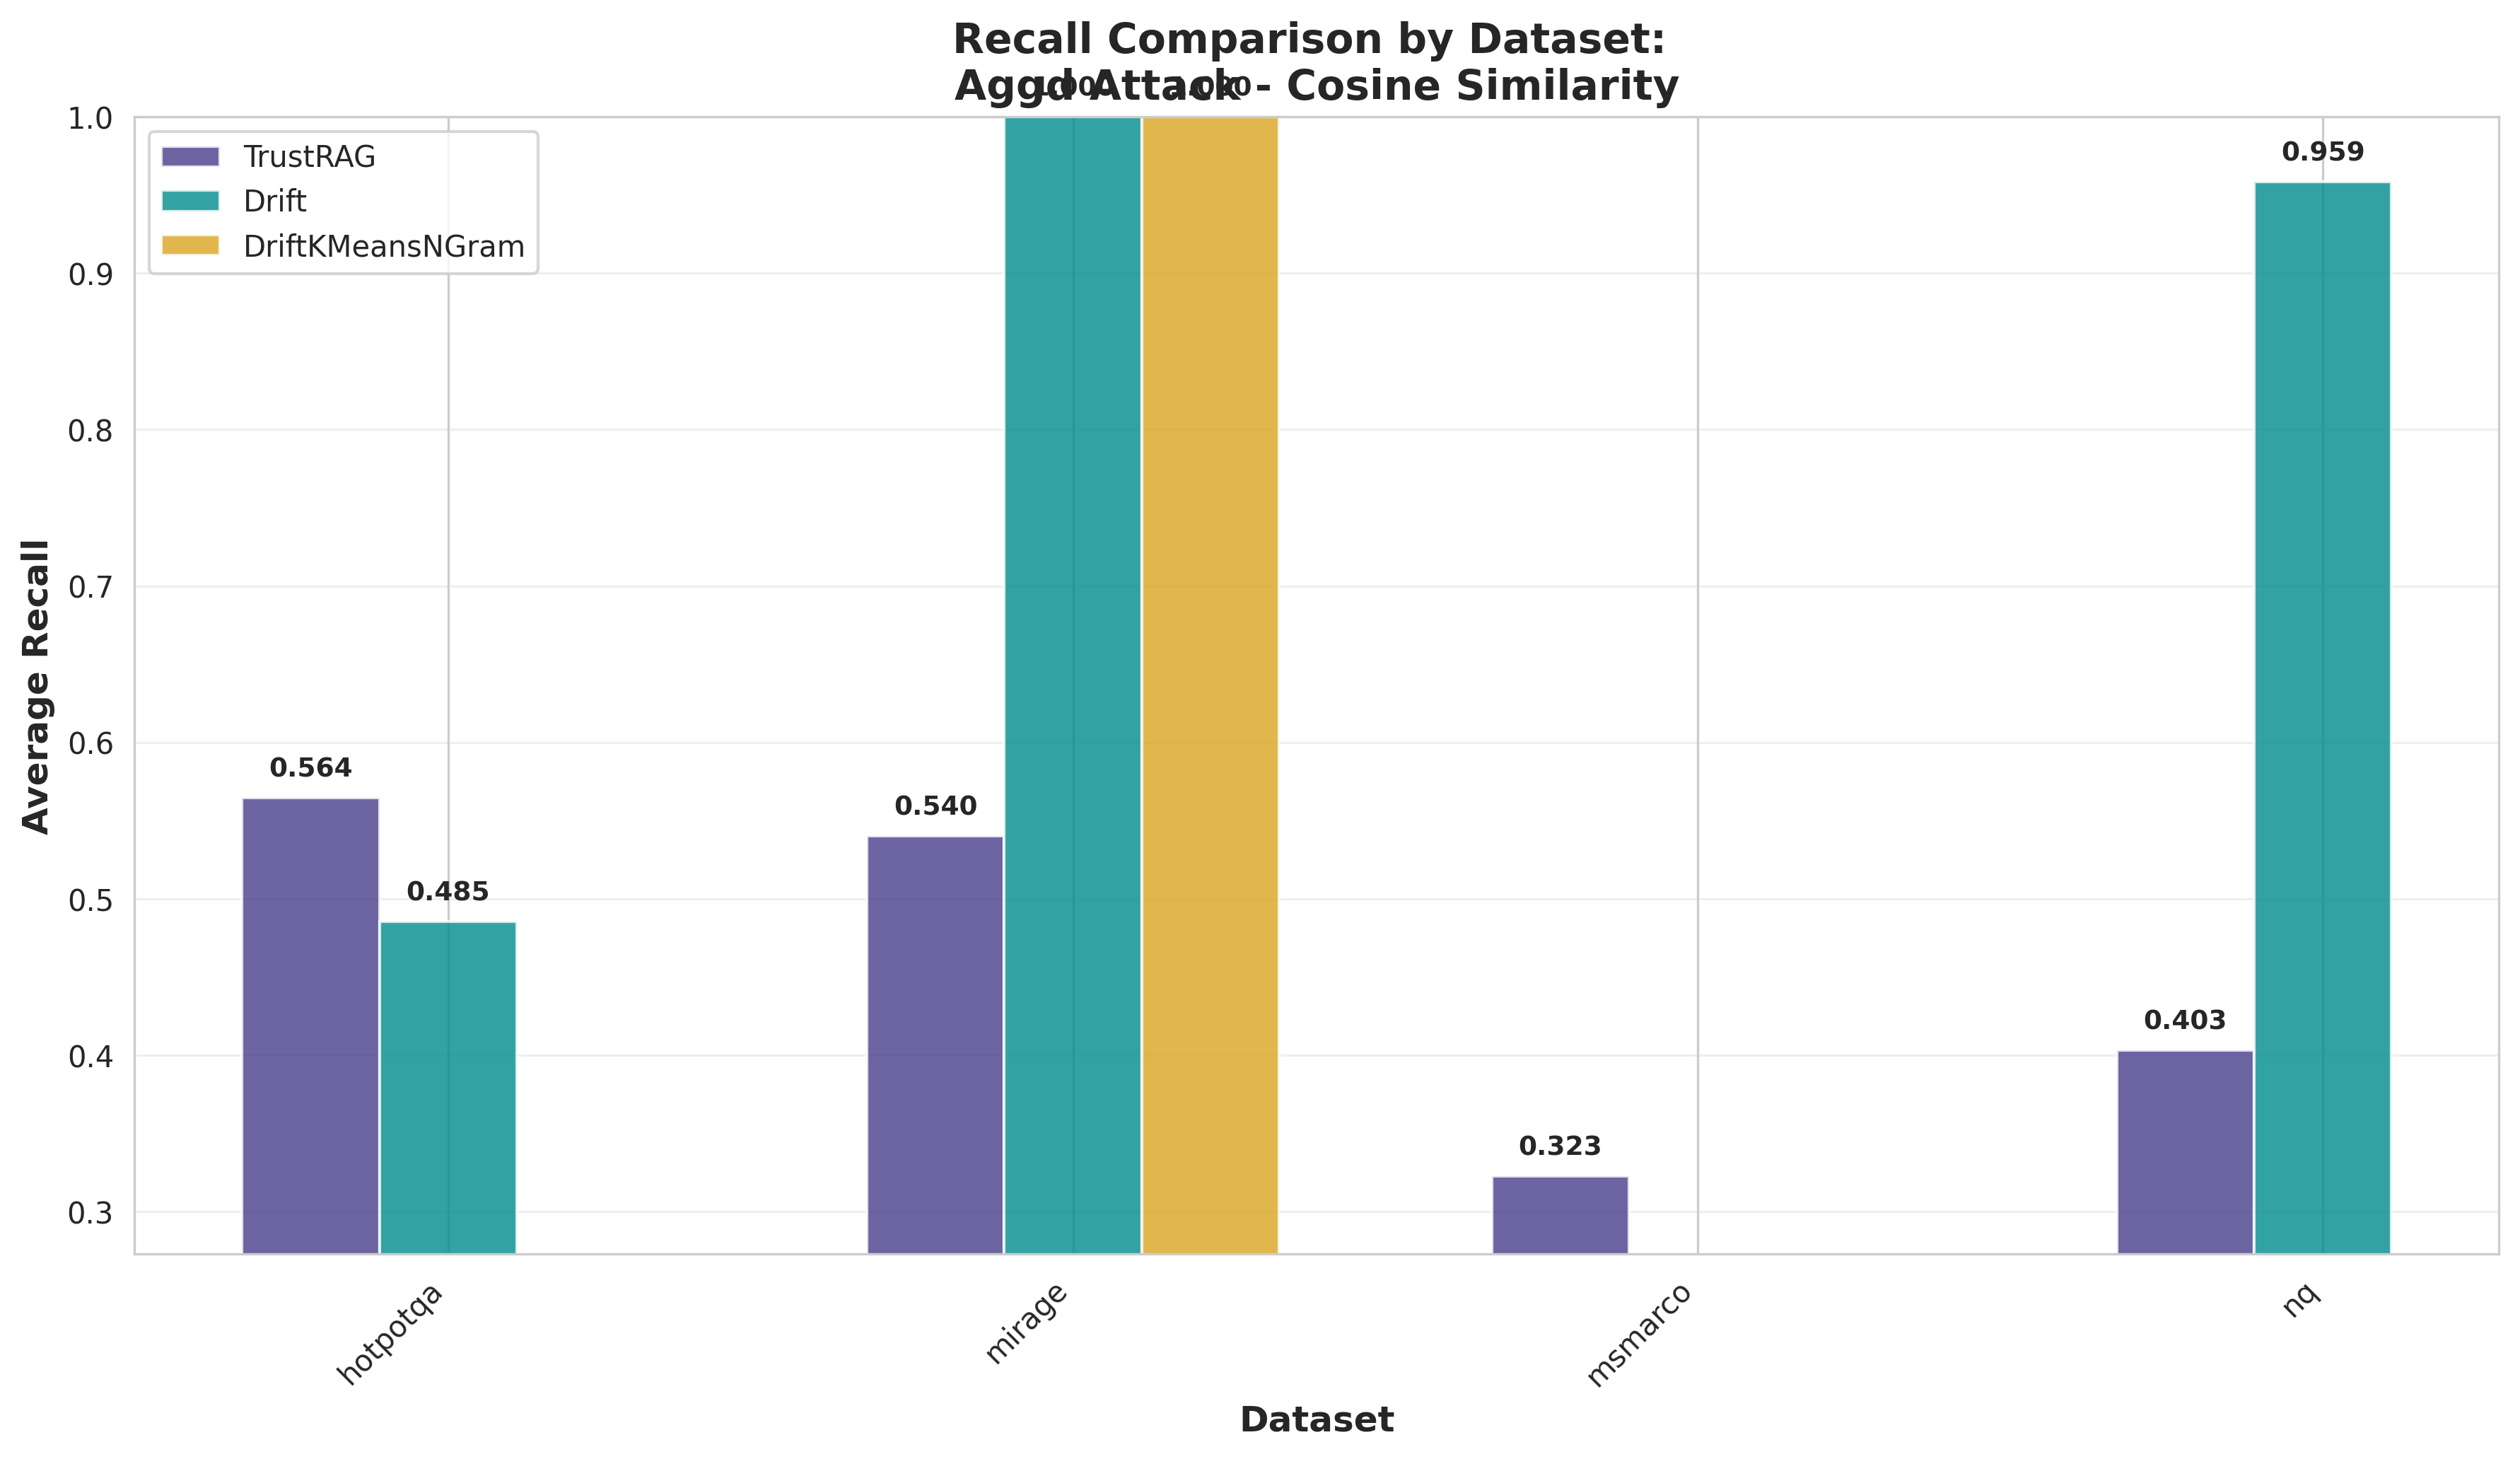 Recall Comparison by Dataset:
Aggd Attack - Cosine Similarity
1.0
TrustRAG
Drift
DriftKMeansNGram
0.959
0.9
0.8
0.7
0.6
0.564
0.540
0.5
0.485
0.4
0.403
0.323
0.3
Average Recall
hotpotqa
mirage
msmarco
nq
Dataset